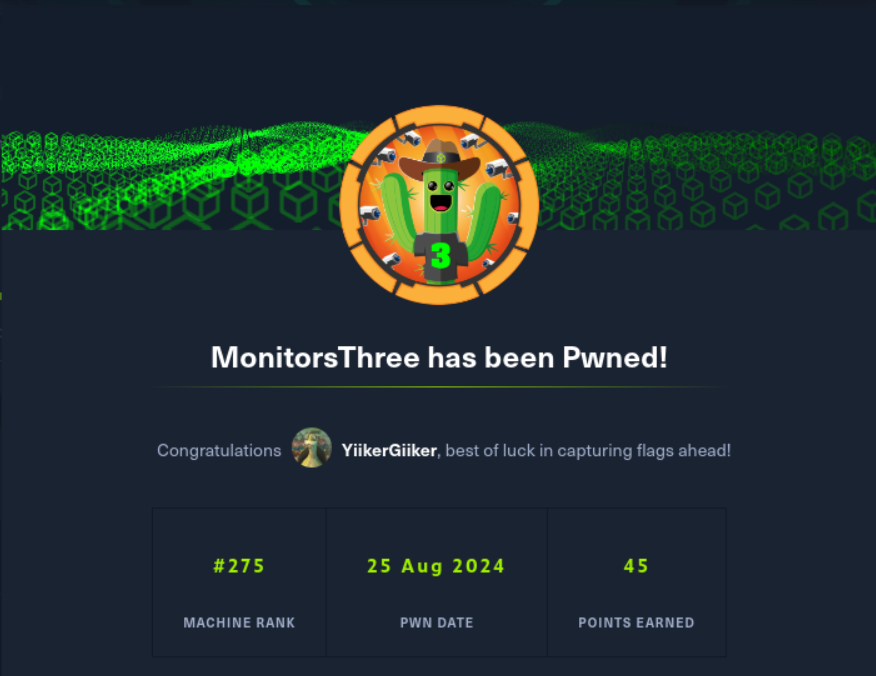 3
MonitorsThree has been Pwned!
Congratulations YiikerGiiker, best of luck in capturing flags ahead!
#275 25 Aug 2024 45
MACHINE RANK PWN DATE POINTS EARNED